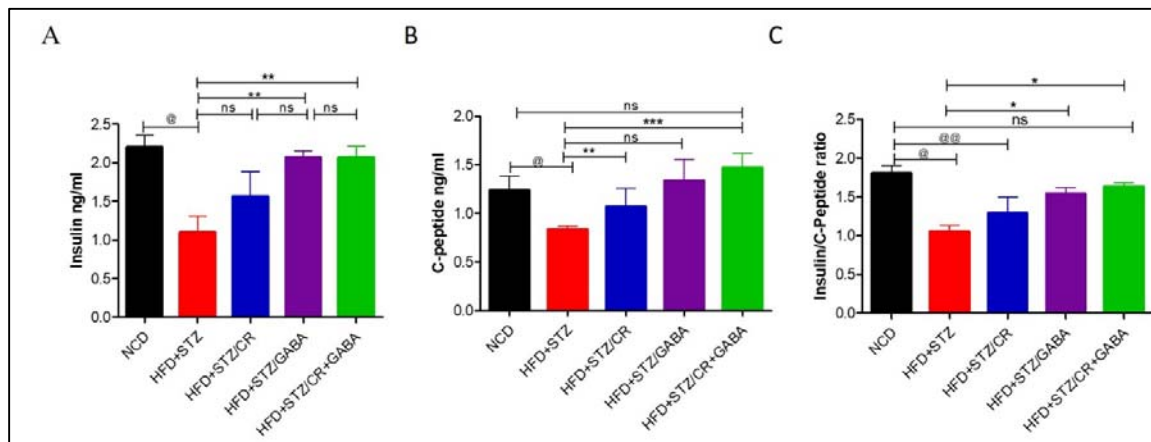 A
**
**
ns
ns
ns
@
2.5
2.0
1.5
1.0
0.5
0.0
Insulin ng/ml
NCD
HFD+STZ
HFD+STZ/CR
HFD+STZ/GABA
HFD+STZ/CR+GABA
B
ns
***
ns
@
**
2.0
1.5
1.0
0.5
0.0
C-peptide ng/ml
NCD
HFD+STZ
HFD+STZ/CR
HFD+STZ/GABA
HFD+STZ/CR+GABA
C
*
*
ns
@@
@
2.5
2.0
1.5
1.0
0.5
0.0
Insulin/C-Peptide ratio
NCD
HFD+STZ
HFD+STZ/CR
HFD+STZ/GABA
HFD+STZ/CR+GABA